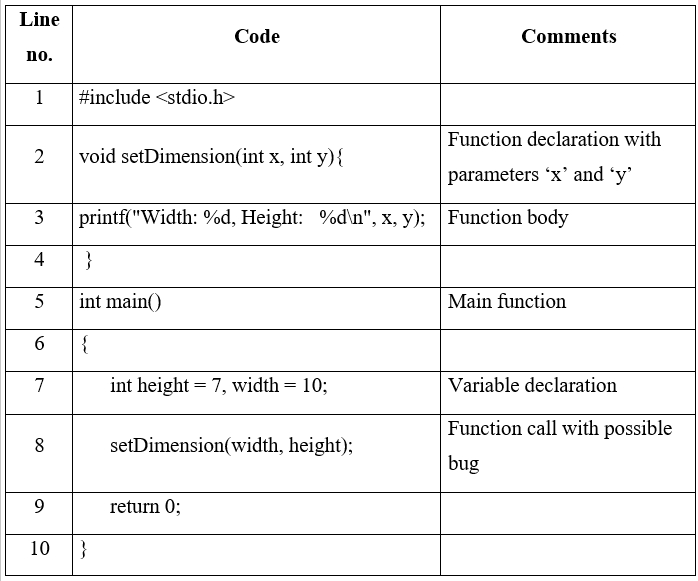 Line no.
Code
Comments
1
#include <stdio.h>
2
void setDimension(int x, int y){
Function declaration with
parameters ‘x’ and ‘y’
3
printf("Width: %d, Height:   %d\n", x, y);
Function body
4
}
5
int main()
Main function
6
{
7
int height = 7, width = 10;
Variable declaration
8
setDimension(width, height);
Function call with possible
bug
9
return 0;
10
}